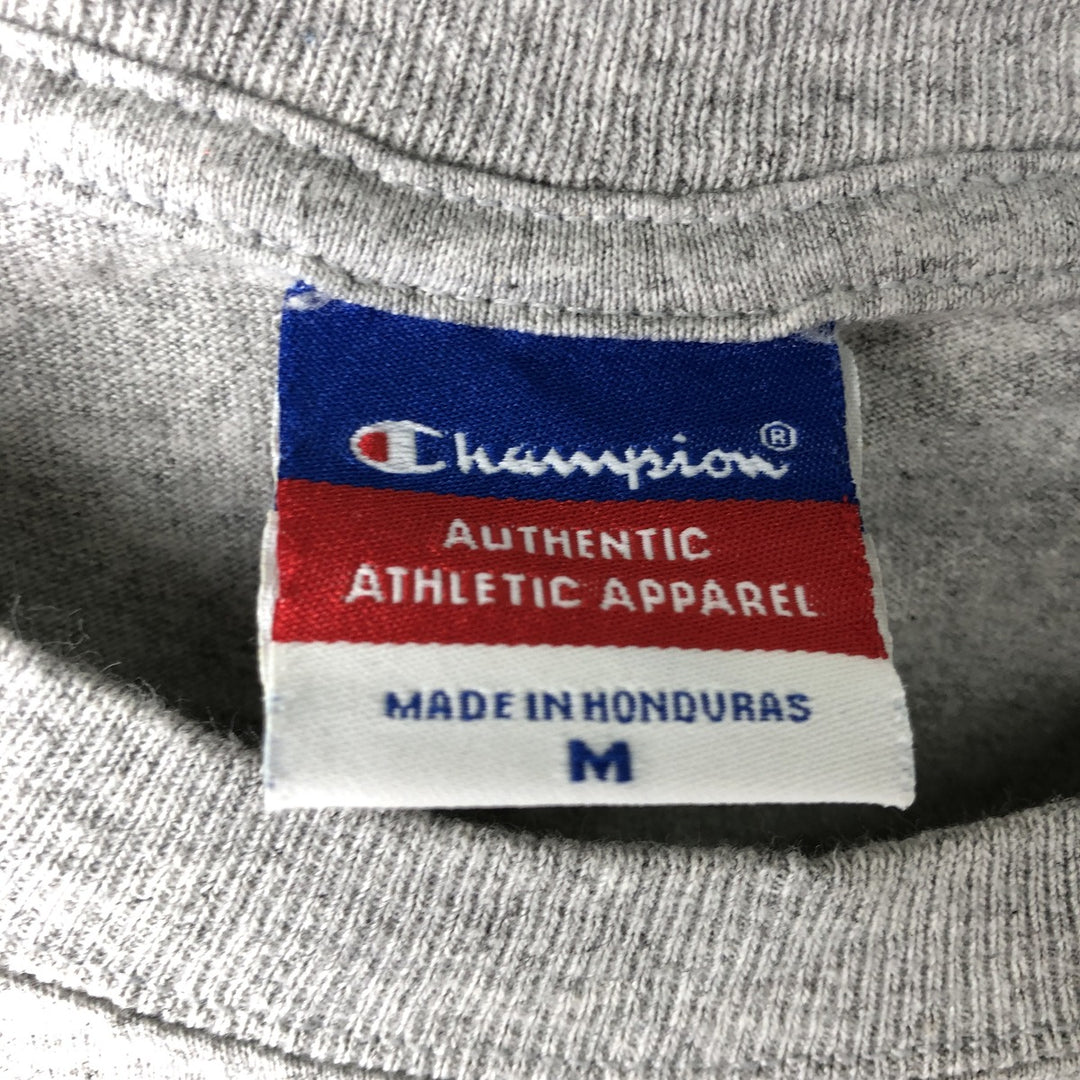 Champion®
AUTHENTIC
ATHLETIC APPAREL
MADE IN HONDURAS
M